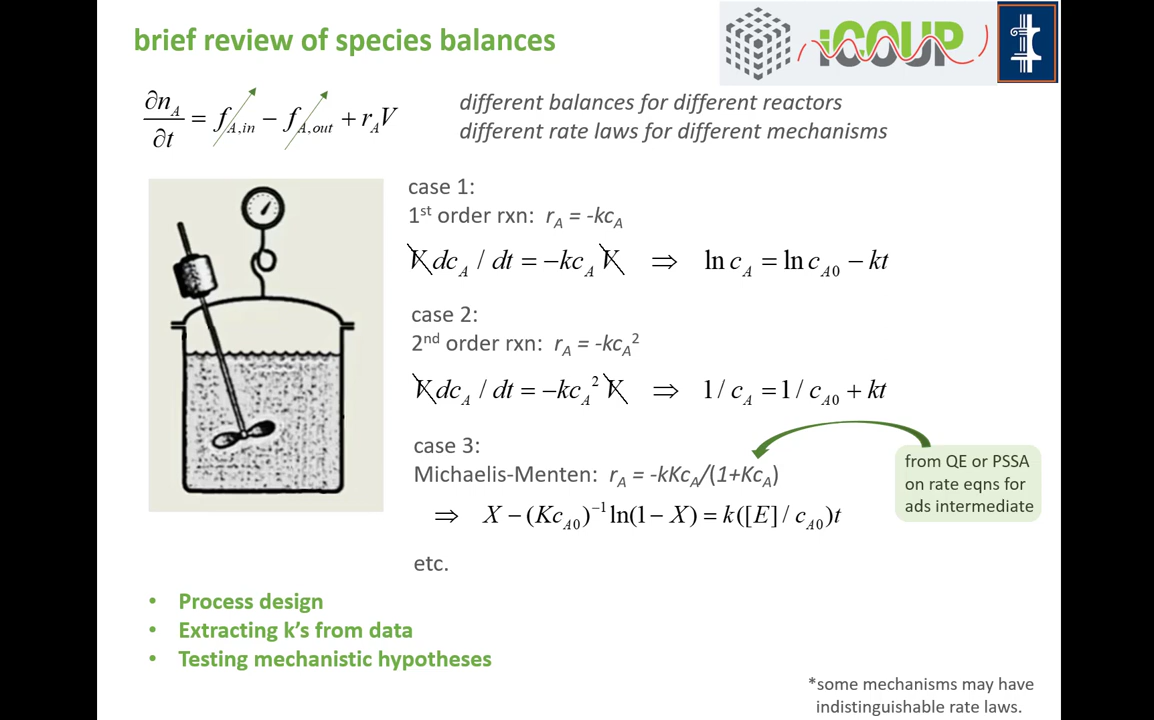 brief review of species balances
iCOUP
∂n_A/∂t = f_A,in − f_A,out + r_A V
different balances for different reactors
different rate laws for different mechanisms
case 1:
1st order rxn: r_A = -kc_A
V dc_A / dt = −kc_A V ⇒ ln c_A = ln c_A0 − kt
case 2:
2nd order rxn: r_A = -kc_A²
V dc_A / dt = −kc_A² V ⇒ 1 / c_A = 1 / c_A0 + kt
case 3:
Michaelis-Menten: r_A = -kKc_A/(1+Kc_A)
⇒ X − (Kc_A0)⁻¹ ln(1 − X) = k([E] / c_A0)t
from QE or PSSA
on rate eqns for
ads intermediate
etc.
• Process design
• Extracting k's from data
• Testing mechanistic hypotheses
*some mechanisms may have
indistinguishable rate laws.